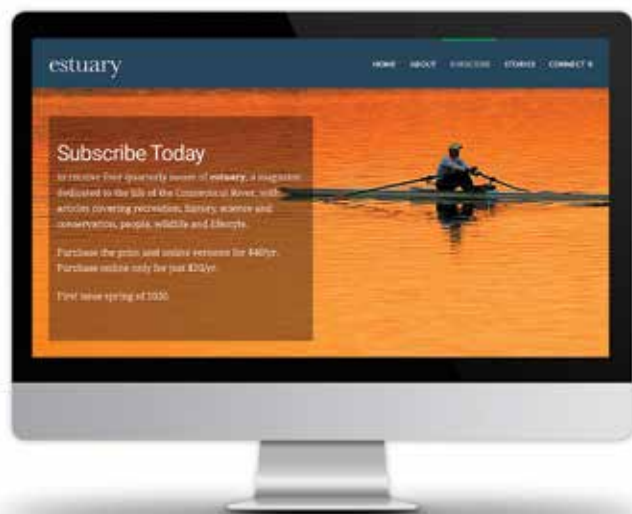 estuary
HOME ABOUT SUBSCRIBE STORIES CONNECT
Subscribe Today
to receive four quarterly issues of estuary, a magazine
dedicated to the life of the Connecticut River, with
articles covering recreation, history, science and
conservation, people, wildlife and lifestyle.
Purchase the print and online versions for $40/yr.
Purchase online only for just $20/yr.
First issue spring of 2020.